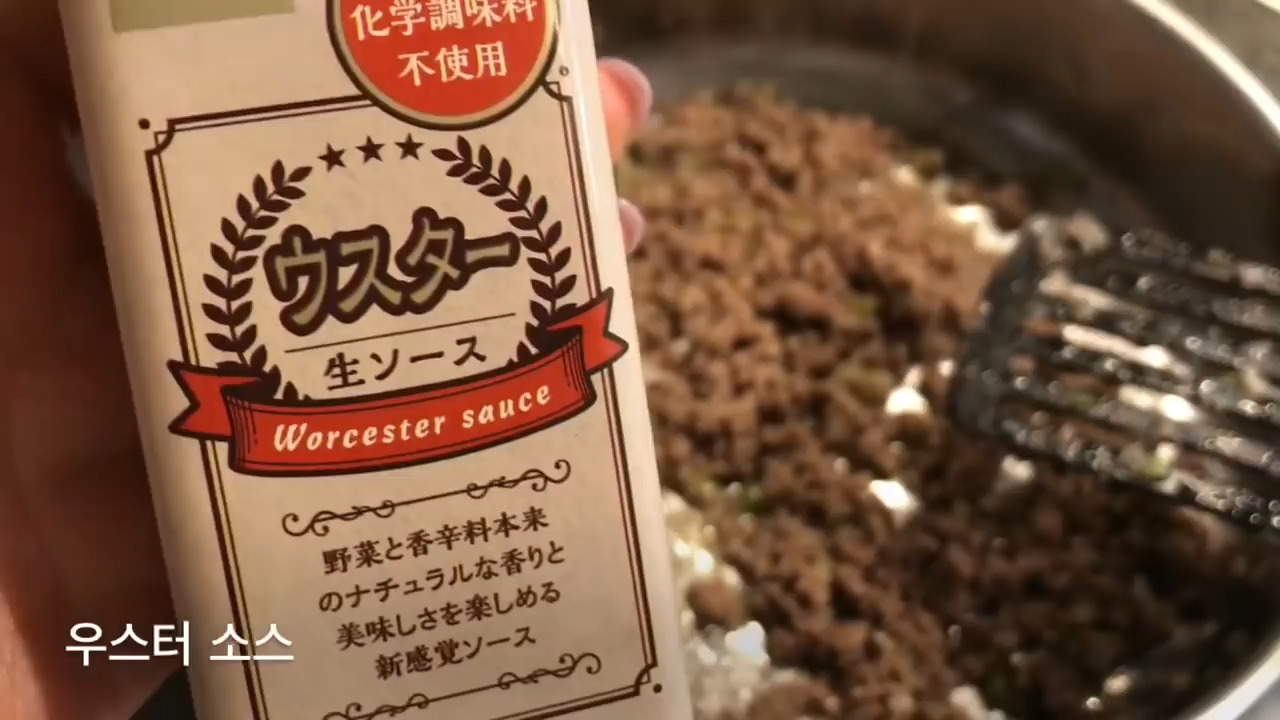 化学調味料
不使用
ウスター
生ソース
Worcester sauce
野菜と香辛料本来
のナチュラルな香りと
美味しさを楽しめる
新感覚ソース
우스터 소스